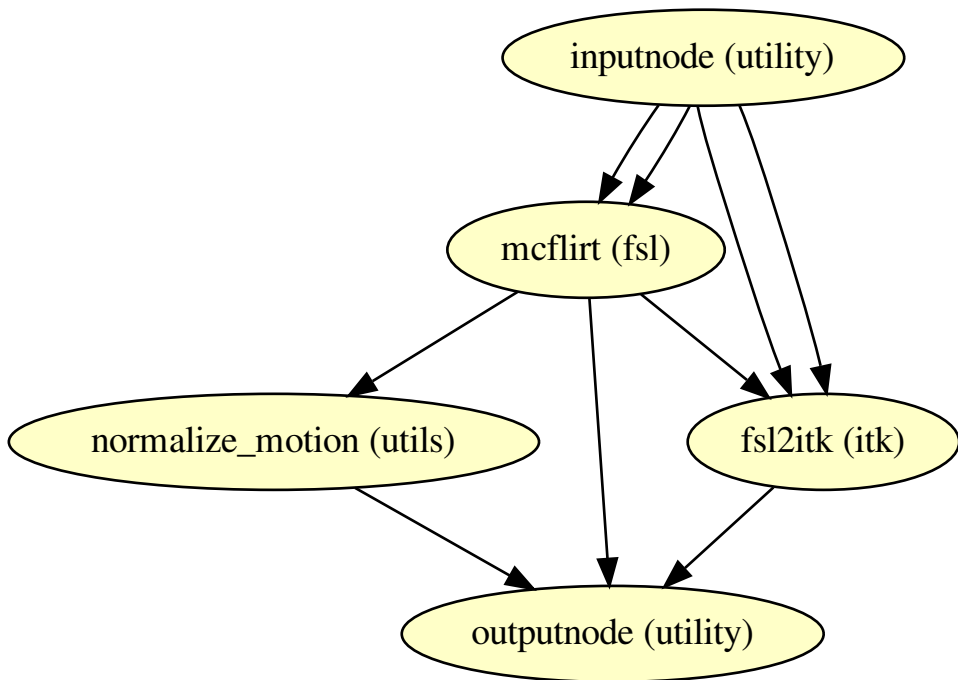 inputnode (utility)
mcflirt (fsl)
normalize_motion (utils)
fsl2itk (itk)
outputnode (utility)